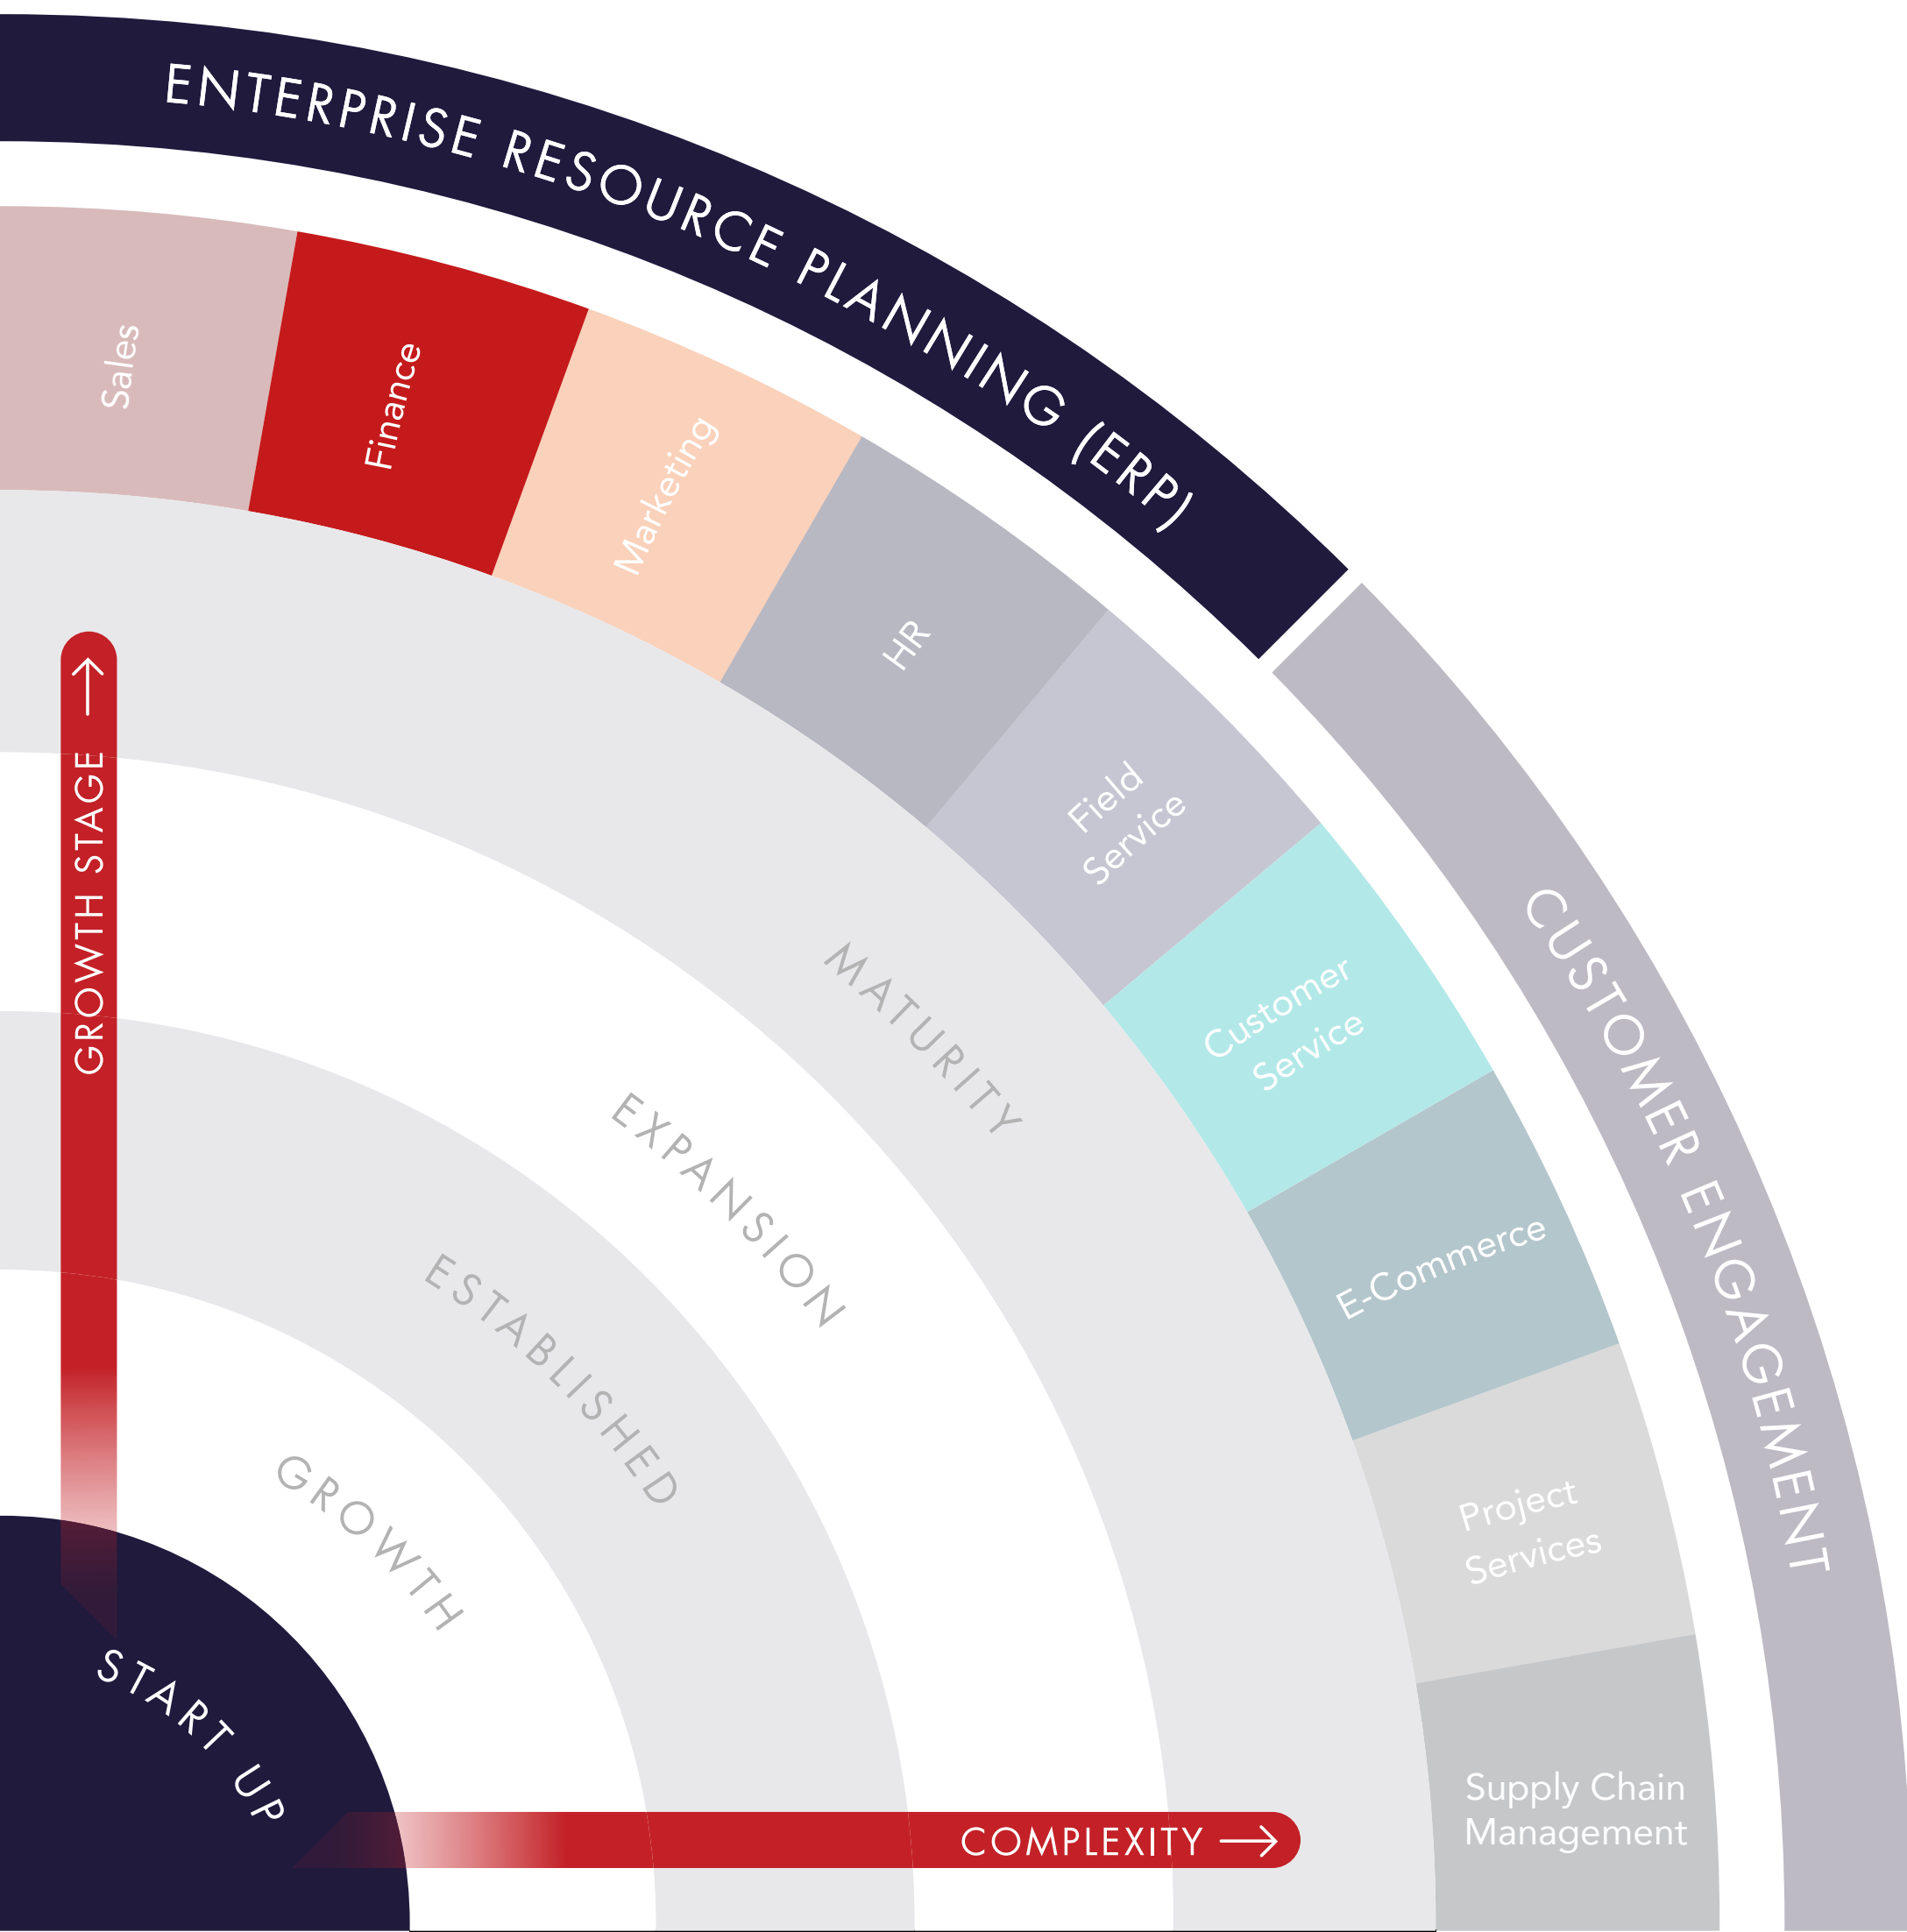 ENTERPRISE RESOURCE PLANNING (ERP)
CUSTOMER ENGAGEMENT
Sales
Finance
Marketing
HR
Field
Service
Customer
Service
E-Commerce
Project
Services
Supply Chain
Management
GROWTH STAGE
MATURITY
EXPANSION
ESTABLISHED
GROWTH
START UP
COMPLEXITY